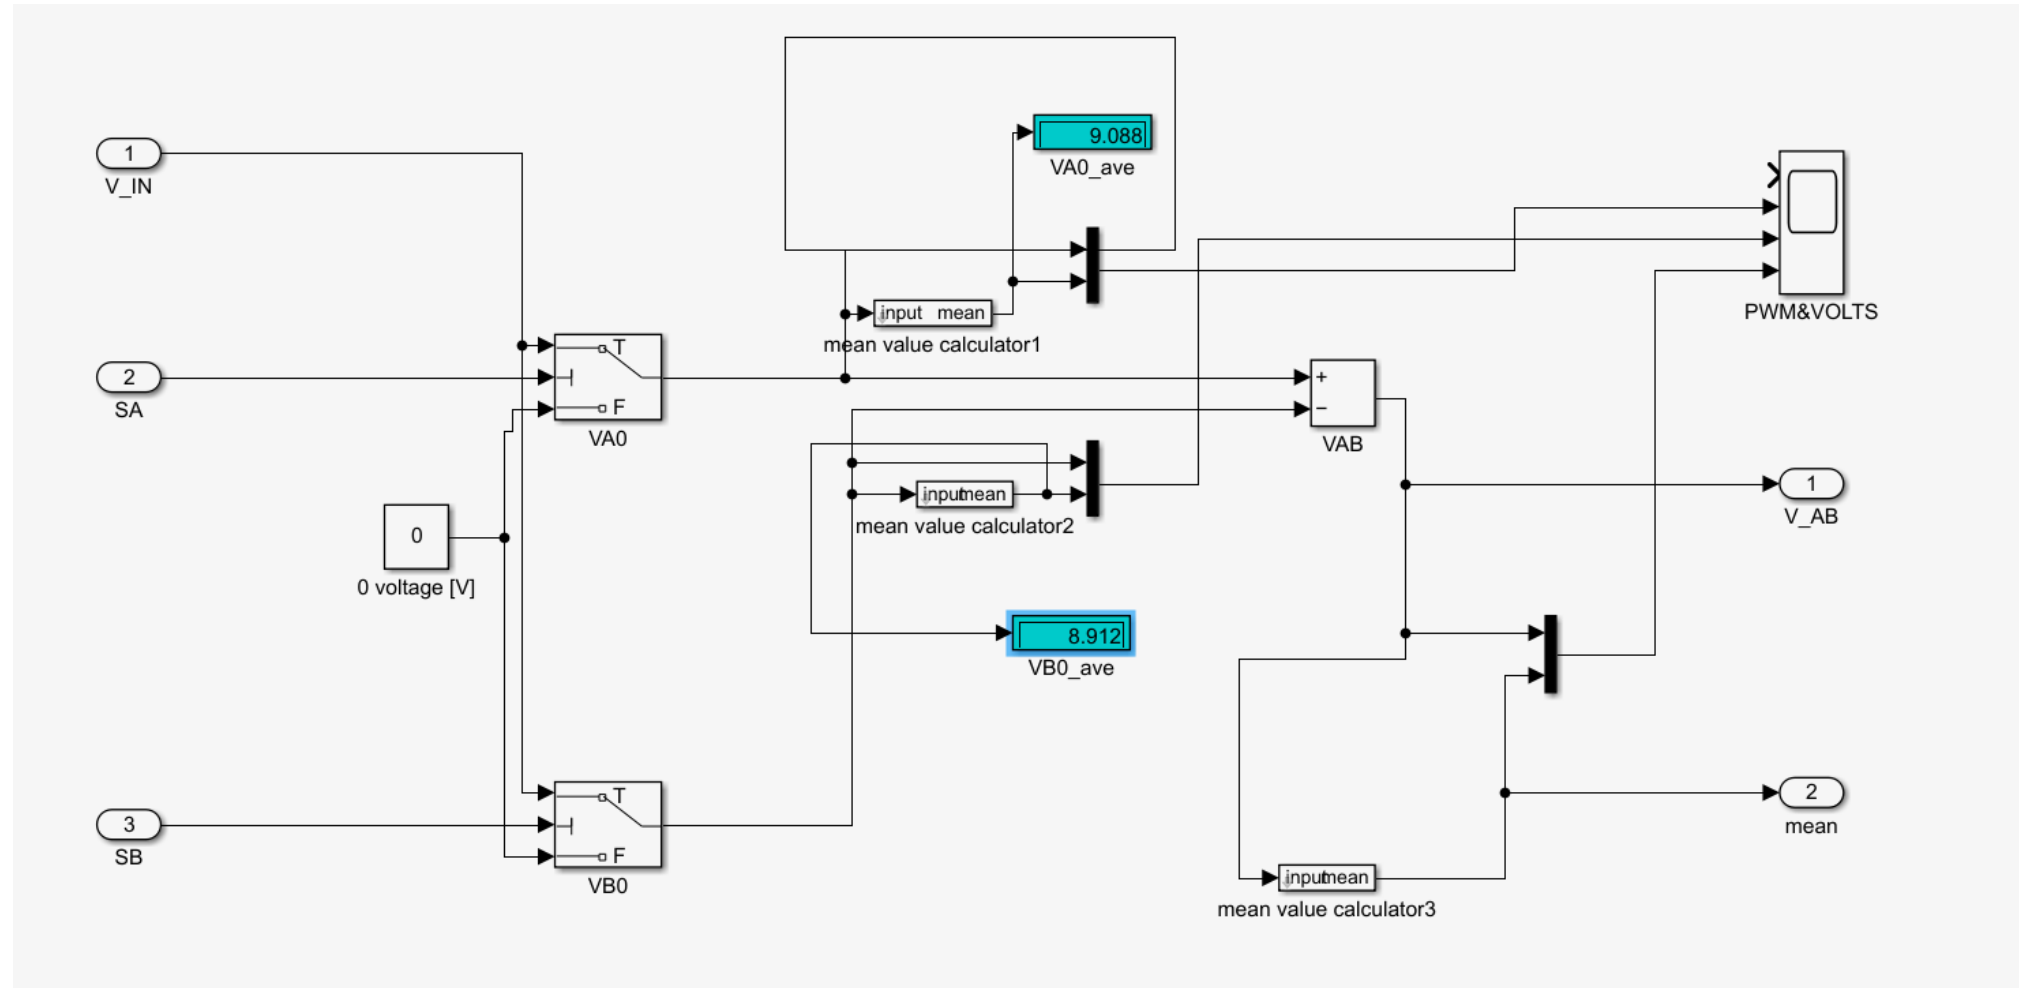 1
V_IN
9.088
VA0_ave
PWM&VOLTS
input mean
mean value calculator1
2
SA
T
F
VA0
+
−
VAB
input mean
mean value calculator2
1
V_AB
0
0 voltage [V]
8.912
VB0_ave
3
SB
T
F
VB0
2
mean
input mean
mean value calculator3